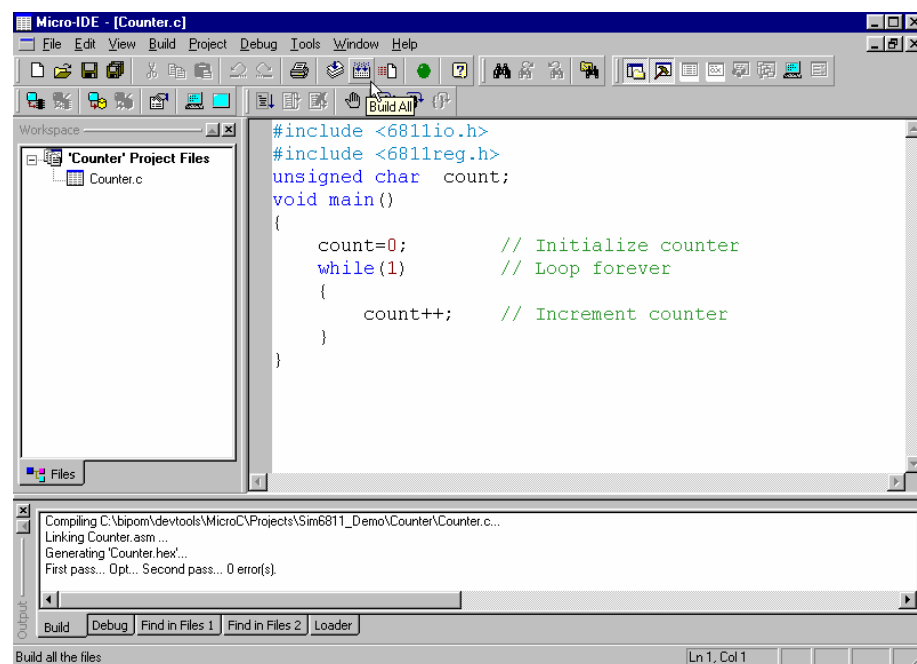 Micro-IDE - [Counter.c]
File Edit View Build Project Debug Tools Window Help
Build All
Workspace
'Counter' Project Files
Counter.c
Files
#include <6811io.h>
#include <6811reg.h>
unsigned char  count;
void main()
{
    count=0;        // Initialize counter
    while(1)        // Loop forever
    {
        count++;    // Increment counter
    }
}
Compiling C:\bipom\devtools\MicroC\Projects\Sim6811_Demo\Counter\Counter.c...
Linking Counter.asm ...
Generating 'Counter.hex'...
First pass... Opt... Second pass... 0 error(s).
Output
Build Debug Find in Files 1 Find in Files 2 Loader
Build all the files Ln 1, Col 1